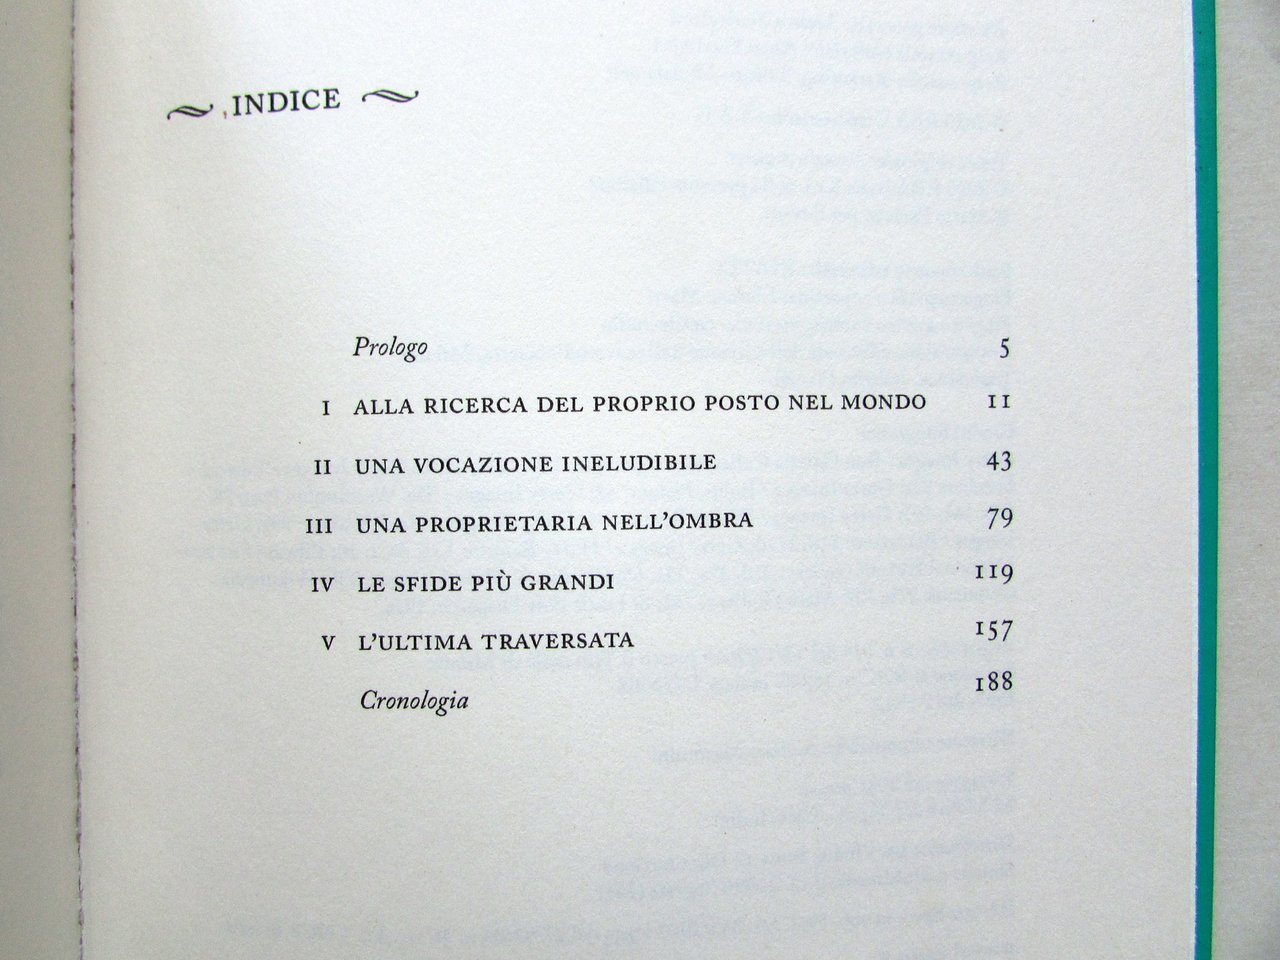 INDICE
Prologo 5
I ALLA RICERCA DEL PROPRIO POSTO NEL MONDO 11
II UNA VOCAZIONE INELUDIBILE 43
III UNA PROPRIETARIA NELL'OMBRA 79
IV LE SFIDE PIÙ GRANDI 119
V L'ULTIMA TRAVERSATA 157
Cronologia 188